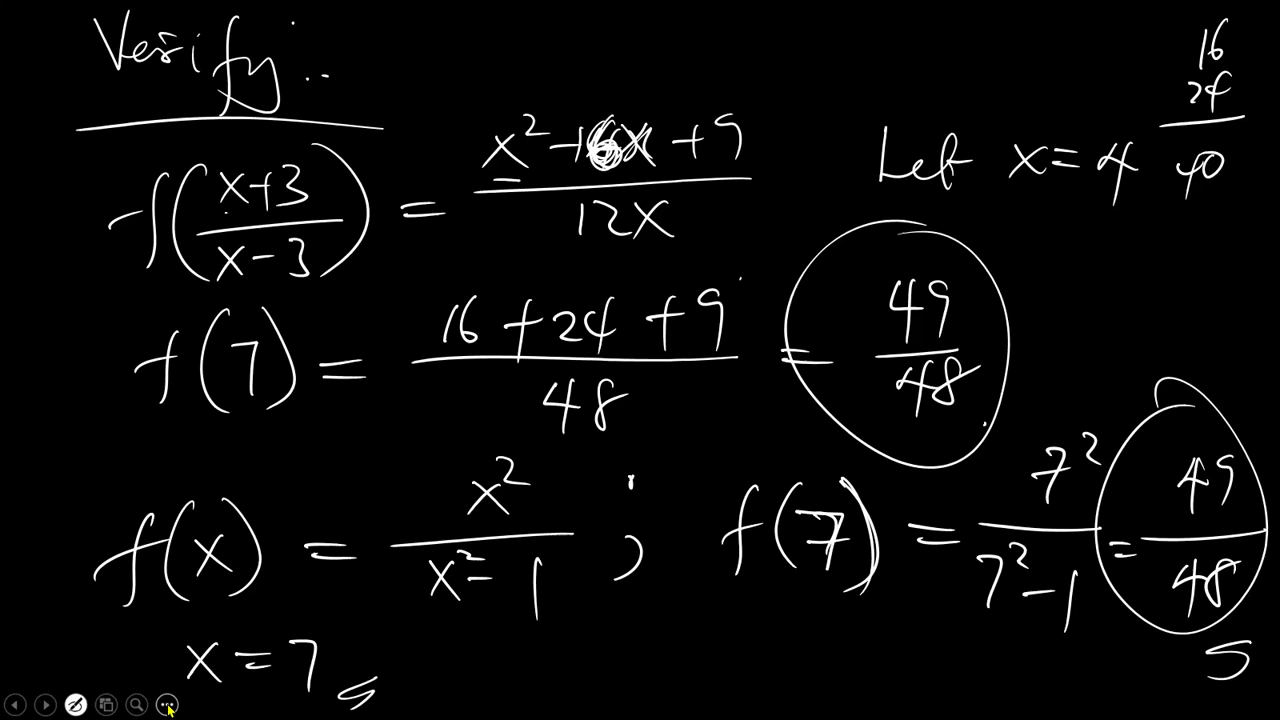 Verify:
16
24
40
f((x+3)/(x-3)) = (x²+6x+9)/(12x)
Let x=4
f(7) = (16+24+9)/48 = 49/48
f(x) = x²/(x²-1) ; f(7) = 7²/(7²-1) = 49/48
x=7